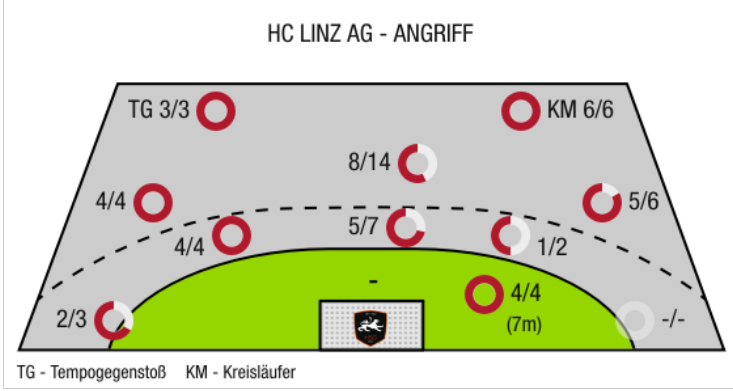 HC LINZ AG - ANGRIFF
TG 3/3
KM 6/6
8/14
4/4
5/6
4/4
5/7
1/2
-
4/4
(7m)
2/3
-/-
TG - Tempogegenstoß KM - Kreisläufer